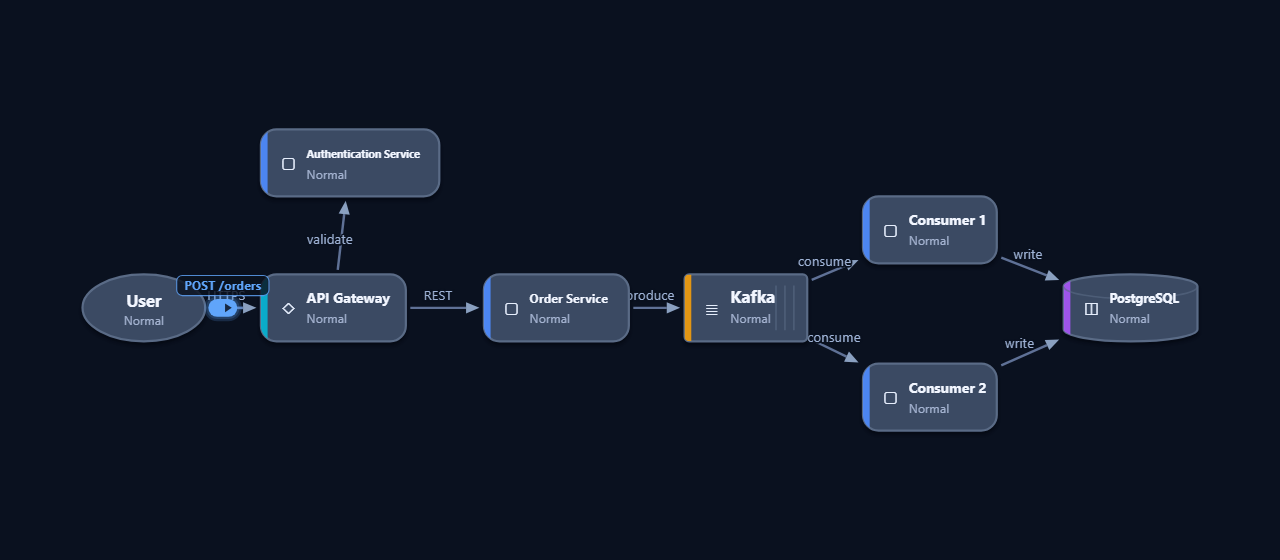 Authentication Service
Normal
validate
POST /orders
HTTPS
User
Normal
API Gateway
Normal
REST
Order Service
Normal
produce
Kafka
Normal
consume
consume
Consumer 1
Normal
Consumer 2
Normal
write
write
PostgreSQL
Normal